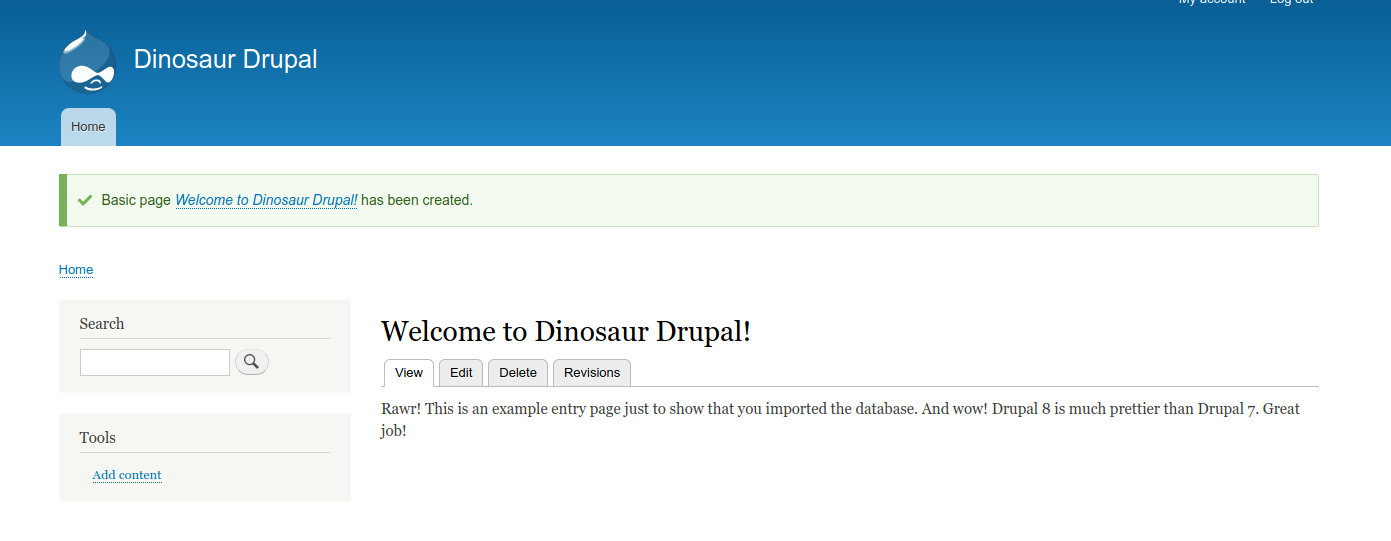 My account Log out
Dinosaur Drupal
Home
Basic page Welcome to Dinosaur Drupal! has been created.
Home
Search
Tools
Add content
Welcome to Dinosaur Drupal!
View Edit Delete Revisions
Rawr! This is an example entry page just to show that you imported the database. And wow! Drupal 8 is much prettier than Drupal 7. Great
job!